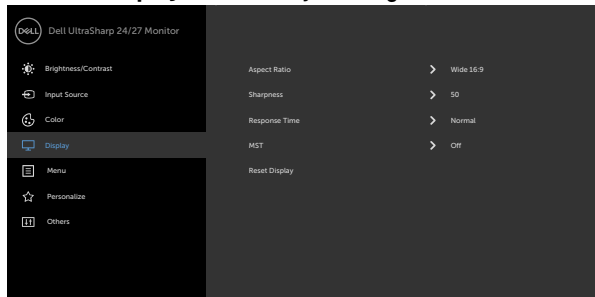 DELL Dell UltraSharp 24/27 Monitor
Brightness/Contrast
Input Source
Color
Display
Menu
Personalize
Others
Aspect Ratio Wide 16:9
Sharpness 50
Response Time Normal
MST Off
Reset Display